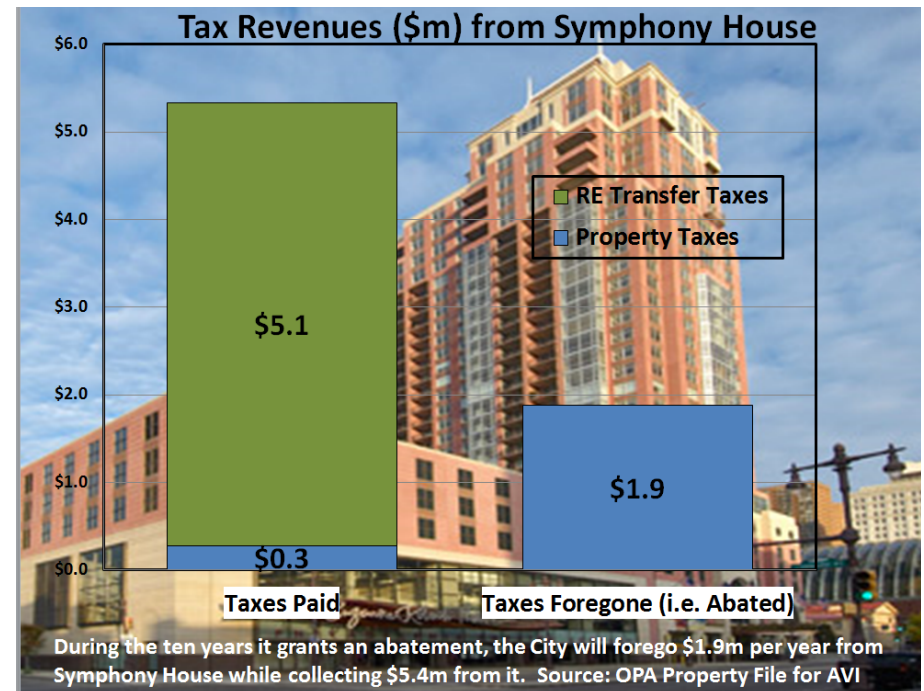 Tax Revenues ($m) from Symphony House
$6.0
$5.0
$4.0
$3.0
$2.0
$1.0
$0.0
RE Transfer Taxes
Property Taxes
$5.1
$0.3
$1.9
Taxes Paid
Taxes Foregone (i.e. Abated)
During the ten years it grants an abatement, the City will forego $1.9m per year from
Symphony House while collecting $5.4m from it.  Source: OPA Property File for AVI